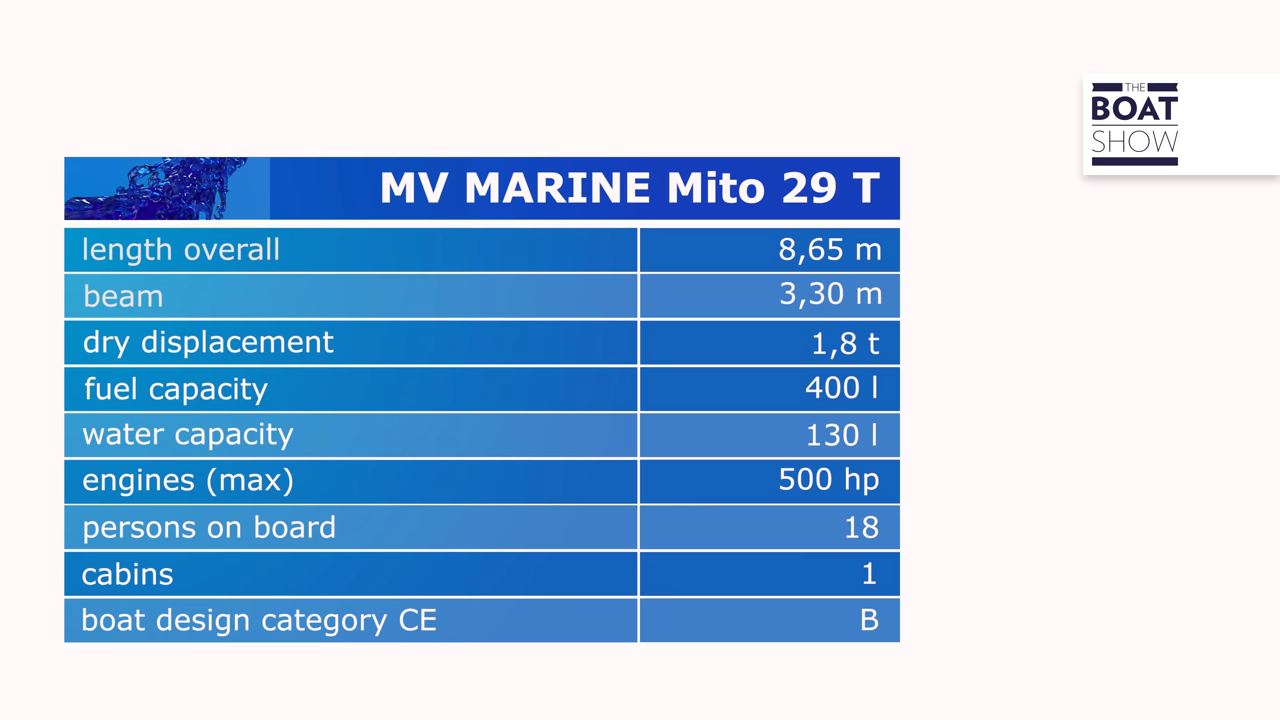 THE
BOAT
SHOW
MV MARINE Mito 29 T
length overall 8,65 m
beam 3,30 m
dry displacement 1,8 t
fuel capacity 400 l
water capacity 130 l
engines (max) 500 hp
persons on board 18
cabins 1
boat design category CE B